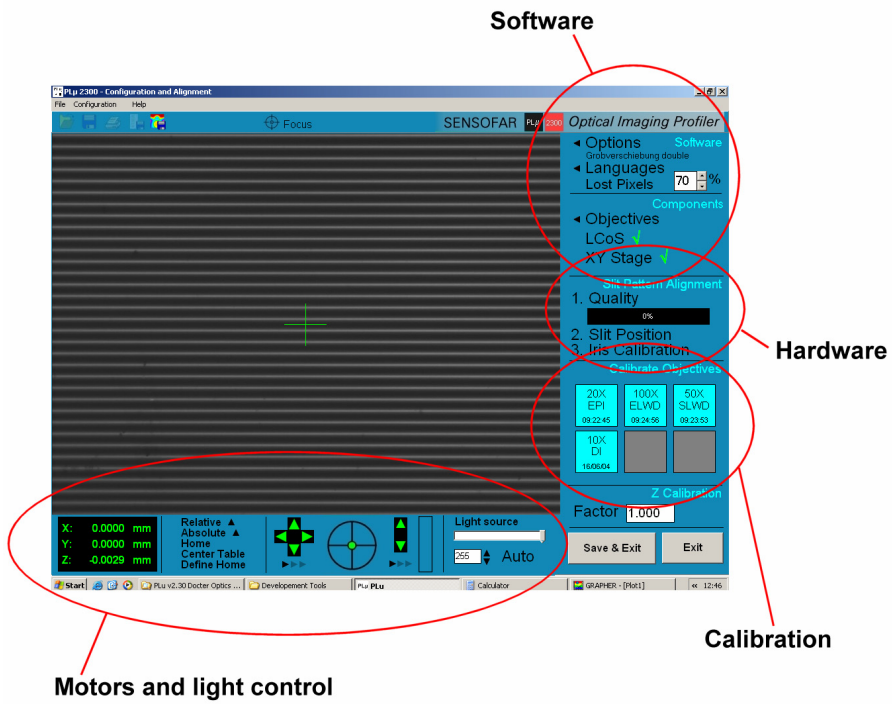 Software
PLµ 2300 - Configuration and Alignment
File Configuration Help
Focus
SENSOFAR PLµ 2300 Optical Imaging Profiler
Options Software
Grobverschiebung double
Languages
Lost Pixels 70 %
Components
Objectives
LCoS √
XY Stage √
Slit Pattern Alignment
1. Quality
0%
2. Slit Position
3. Iris Calibration
Hardware
Calibrate Objectives
20X 100X 50X
EPI ELWD SLWD
09:22:45 09:24:56 09:23:53
10X
DI
16/06/04
Z Calibration
Factor 1.000
X: 0.0000 mm
Y: 0.0000 mm
Z: -0.0029 mm
Relative ▲
Absolute ▲
Home
Center Table
Define Home
Light source
255 Auto
Save & Exit Exit
Start PLu v2.30 Docter Optics ... Developement Tools PLµ PLu Calculator GRAPHER - [Plot1] « 12:46
Calibration
Motors and light control